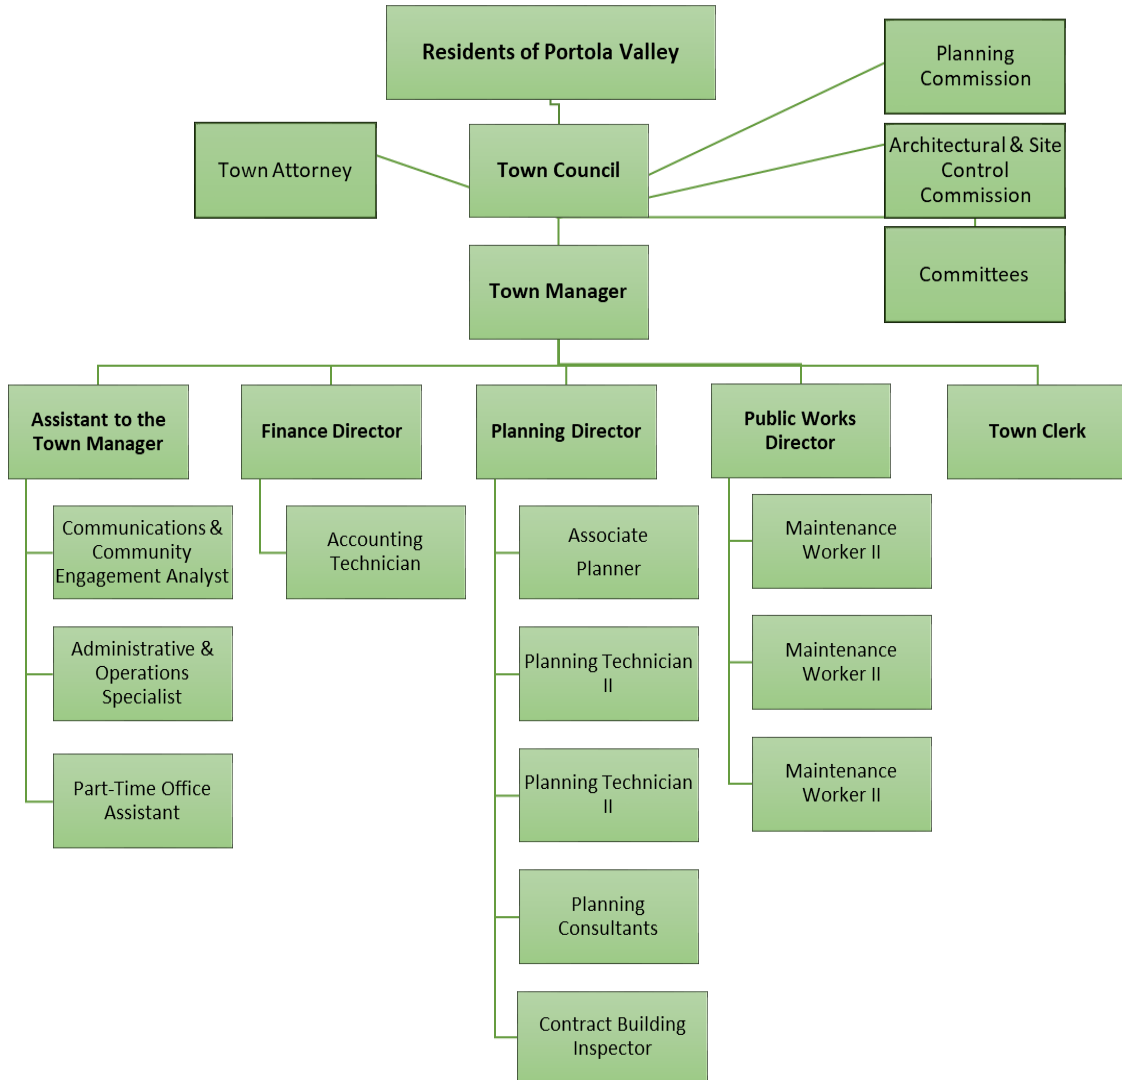 Residents of Portola Valley
Planning
Commission
Town Attorney
Town Council
Architectural & Site
Control
Commission
Town Manager
Committees
Assistant to the
Town Manager
Finance Director
Planning Director
Public Works
Director
Town Clerk
Communications &
Community
Engagement Analyst
Administrative &
Operations
Specialist
Part-Time Office
Assistant
Accounting
Technician
Associate
Planner
Planning Technician
II
Planning Technician
II
Planning
Consultants
Contract Building
Inspector
Maintenance
Worker II
Maintenance
Worker II
Maintenance
Worker II